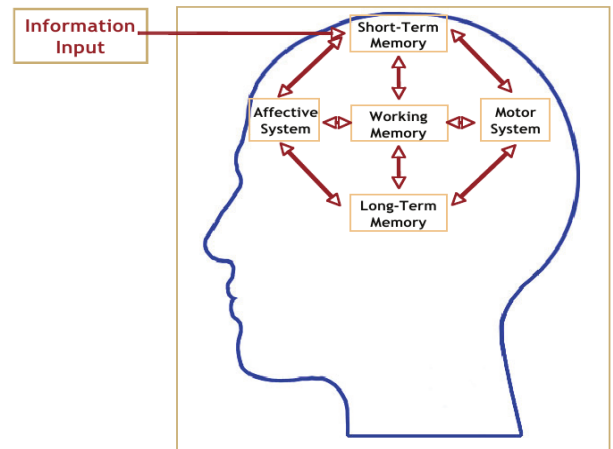 Information
Input
Short-Term
Memory
Affective
System
Working
Memory
Motor
System
Long-Term
Memory